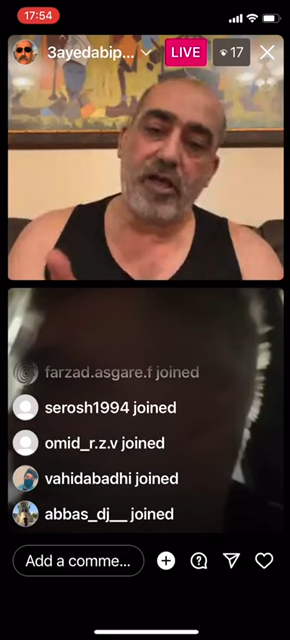 17:54
3ayedabip...
LIVE
17
farzad.asgare.f joined
serosh1994 joined
omid_r.z.v joined
vahidabadhi joined
abbas_dj__ joined
Add a comme...